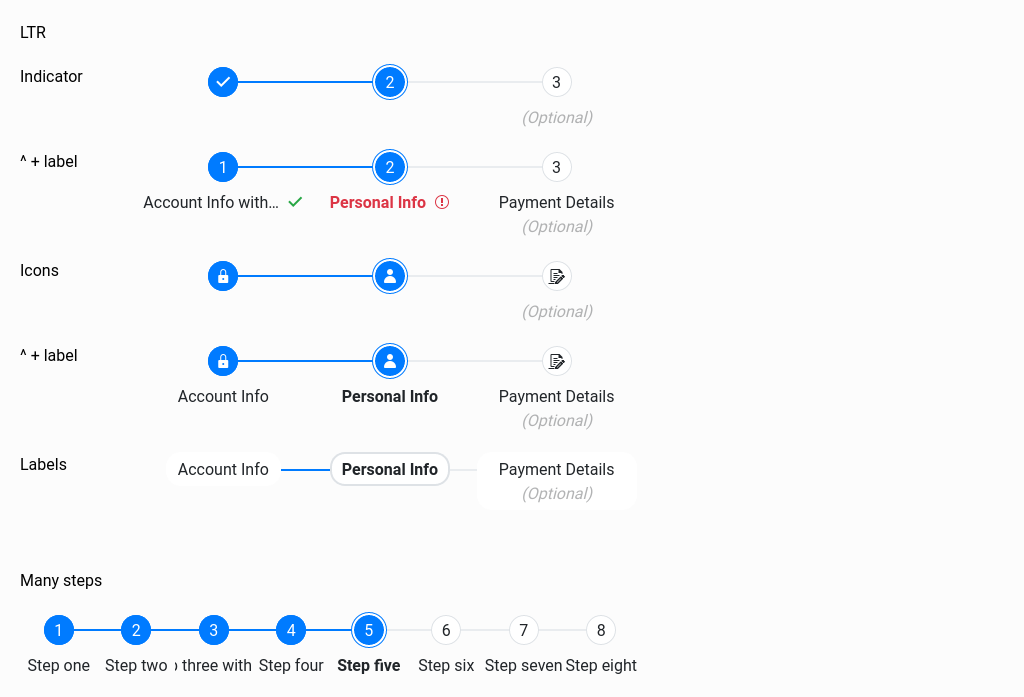 LTR
Indicator
2 3
(Optional)
^ + label
1 2 3
Account Info with… Personal Info Payment Details
(Optional)
Icons
(Optional)
^ + label
Account Info Personal Info Payment Details
(Optional)
Labels
Account Info Personal Info Payment Details
(Optional)
Many steps
1 2 3 4 5 6 7 8
Step one Step two three with Step four Step five Step six Step seven Step eight